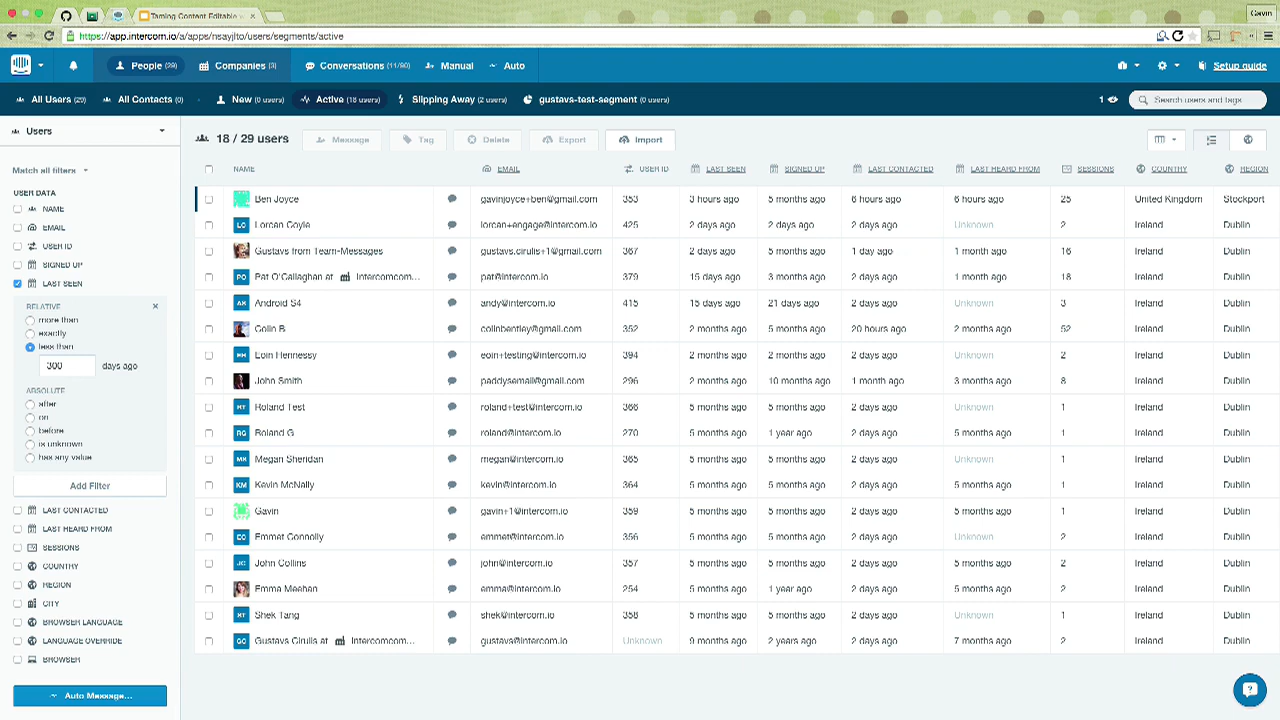 Taming Content Editable
Gavin
https://app.intercom.io/a/apps/nsayjlto/users/segments/active
People (29) Companies (3) Conversations (11/90) Manual Auto Setup guide
All Users (29) All Contacts (0) New (0 users) Active (18 users) Slipping Away (2 users) gustavs-test-segment (0 users) 1 Search users and tags
Users
18 / 29 users Message Tag Delete Export Import
Match all filters
USER DATA
NAME
EMAIL
USER ID
SIGNED UP
LAST SEEN
RELATIVE
more than
exactly
less than
300 days ago
ABSOLUTE
after
on
before
is unknown
has any value
Add Filter
LAST CONTACTED
LAST HEARD FROM
SESSIONS
COUNTRY
REGION
CITY
BROWSER LANGUAGE
LANGUAGE OVERRIDE
BROWSER
Auto Message...
NAME EMAIL USER ID LAST SEEN SIGNED UP LAST CONTACTED LAST HEARD FROM SESSIONS COUNTRY REGION
Ben Joyce gavinjoyce+ben@gmail.com 353 3 hours ago 5 months ago 6 hours ago 6 hours ago 25 United Kingdom Stockport
LC Lorcan Coyle lorcan+engage@intercom.io 425 2 days ago 2 days ago 2 days ago Unknown 2 Ireland Dublin
Gustavs from Team-Messages gustavs.cirulis+1@gmail.com 367 2 days ago 5 months ago 1 day ago 1 month ago 16 Ireland Dublin
PO Pat O'Callaghan at Intercomcom... pat@intercom.io 379 15 days ago 3 months ago 2 days ago 1 month ago 18 Ireland Dublin
Android S4 andy@intercom.io 415 15 days ago 21 days ago 2 days ago Unknown 3 Ireland Dublin
Colin B colinbentley@gmail.com 352 2 months ago 5 months ago 20 hours ago 2 months ago 52 Ireland Dublin
EH Eoin Hennessy eoin+testing@intercom.io 394 2 months ago 2 months ago 2 days ago Unknown 2 Ireland Dublin
John Smith paddysemail@gmail.com 296 2 months ago 10 months ago 1 month ago 3 months ago 8 Ireland Dublin
RT Roland Test roland+test@intercom.io 366 5 months ago 5 months ago 2 days ago Unknown 1 Ireland Dublin
RG Roland G roland@intercom.io 270 5 months ago 1 year ago 2 days ago 5 months ago 1 Ireland Dublin
Megan Sheridan megan@intercom.io 365 5 months ago 5 months ago 2 days ago Unknown 1 Ireland Dublin
KM Kevin McNally kevin@intercom.io 364 5 months ago 5 months ago 2 days ago 5 months ago 1 Ireland Dublin
Gavin gavin+1@intercom.io 359 5 months ago 5 months ago 2 days ago 5 months ago 1 Ireland Dublin
EC Emmet Connolly emmet@intercom.io 356 5 months ago 5 months ago 2 days ago Unknown 2 Ireland Dublin
JC John Collins john@intercom.io 357 5 months ago 5 months ago 2 days ago 5 months ago 2 Ireland Dublin
Emma Meehan emma@intercom.io 269 5 months ago 1 year ago 2 days ago 5 months ago 2 Ireland Dublin
Shek Tang shek@intercom.io 358 5 months ago 5 months ago 2 days ago Unknown 1 Ireland Dublin
GC Gustavs Cirulis at Intercomcom... gustavs@intercom.io Unknown 9 months ago 2 years ago 2 days ago 7 months ago 2 Ireland Dublin